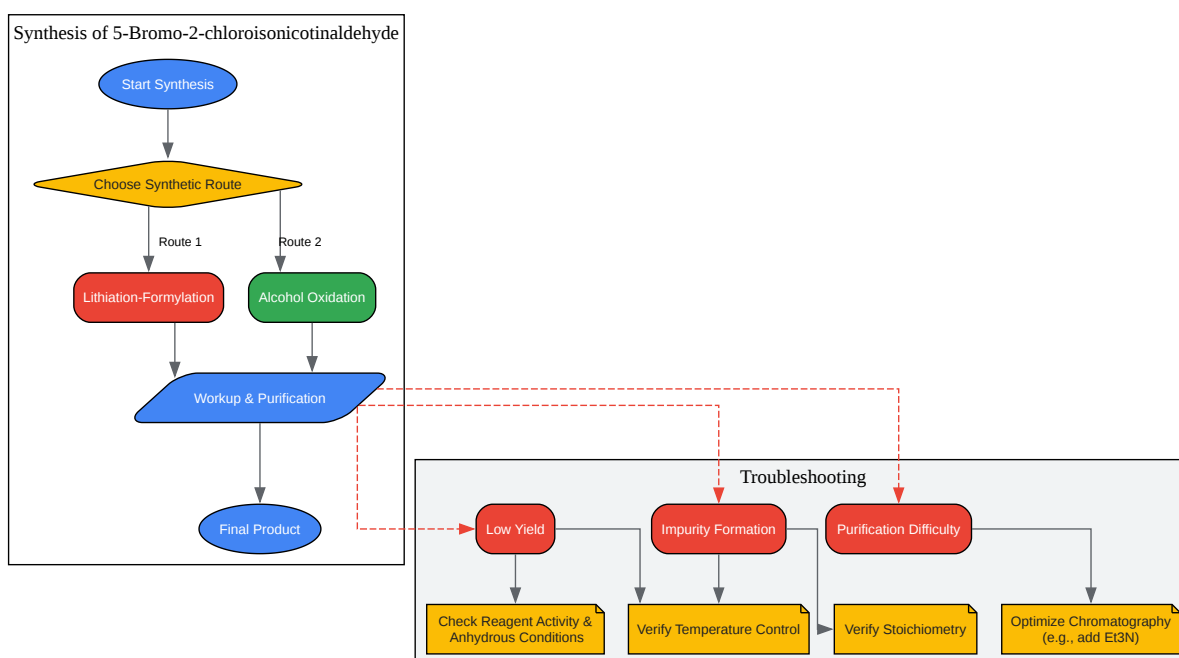 Synthesis of 5-Bromo-2-chloroisonicotinaldehyde
Start Synthesis
Choose Synthetic Route
Route 1
Route 2
Lithiation-Formylation
Alcohol Oxidation
Workup & Purification
Final Product
Troubleshooting
Low Yield
Impurity Formation
Purification Difficulty
Check Reagent Activity &
Anhydrous Conditions
Verify Temperature Control
Verify Stoichiometry
Optimize Chromatography
(e.g., add Et3N)